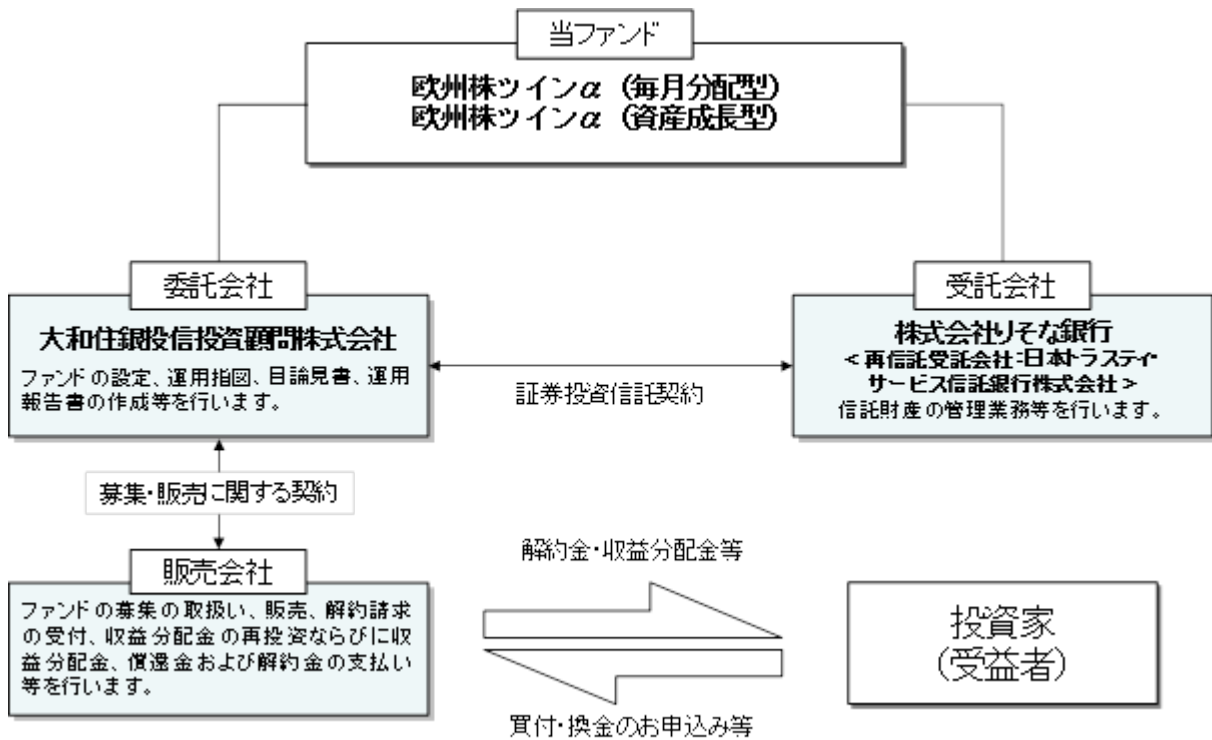 当ファンド
欧州株ツインα（毎月分配型）
欧州株ツインα（資産成長型）
委託会社
大和住銀投信投資顧問株式会社
ファンドの設定、運用指図、目論見書、運用
報告書の作成等を行います。
受託会社
株式会社りそな銀行
＜再信託受託会社：日本トラスティ・
サービス信託銀行株式会社＞
信託財産の管理業務等を行います。
証券投資信託契約
募集・販売に関する契約
販売会社
ファンドの募集の取扱い、販売、解約請求
の受付、収益分配金の再投資ならびに収
益分配金、償還金および解約金の支払い
等を行います。
解約金・収益分配金等
買付・換金のお申込み等
投資家
（受益者）